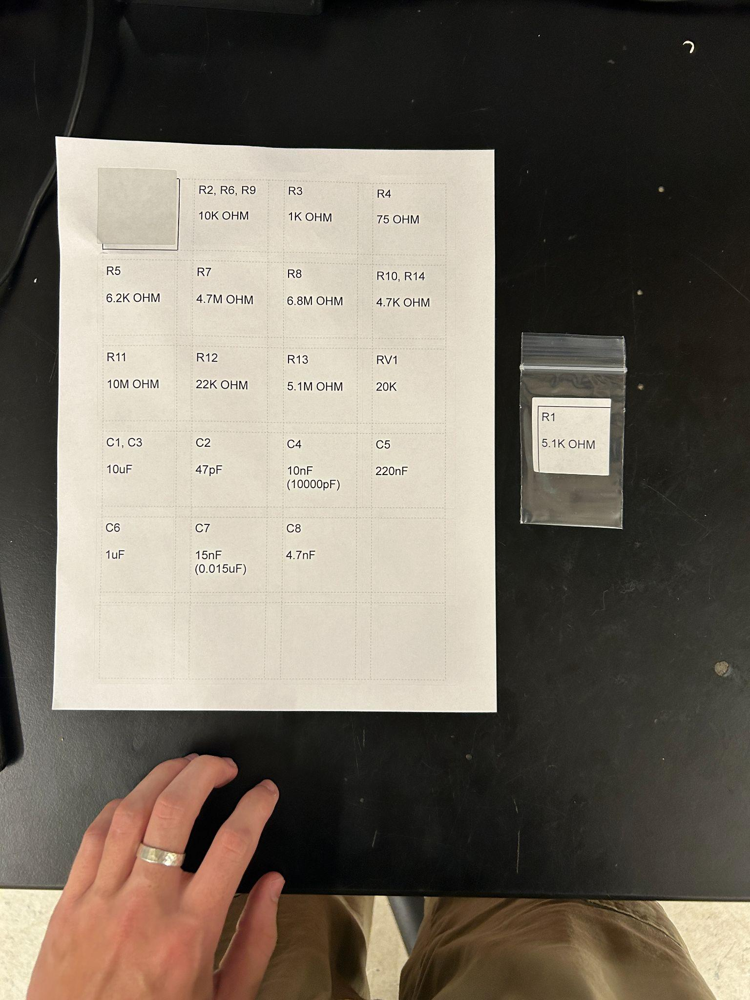 R2, R6, R9
10K OHM
R3
1K OHM
R4
75 OHM
R5
6.2K OHM
R7
4.7M OHM
R8
6.8M OHM
R10, R14
4.7K OHM
R11
10M OHM
R12
22K OHM
R13
5.1M OHM
RV1
20K
C1, C3
10uF
C2
47pF
C4
10nF
(10000pF)
C5
220nF
C6
1uF
C7
15nF
(0.015uF)
C8
4.7nF
R1
5.1K OHM